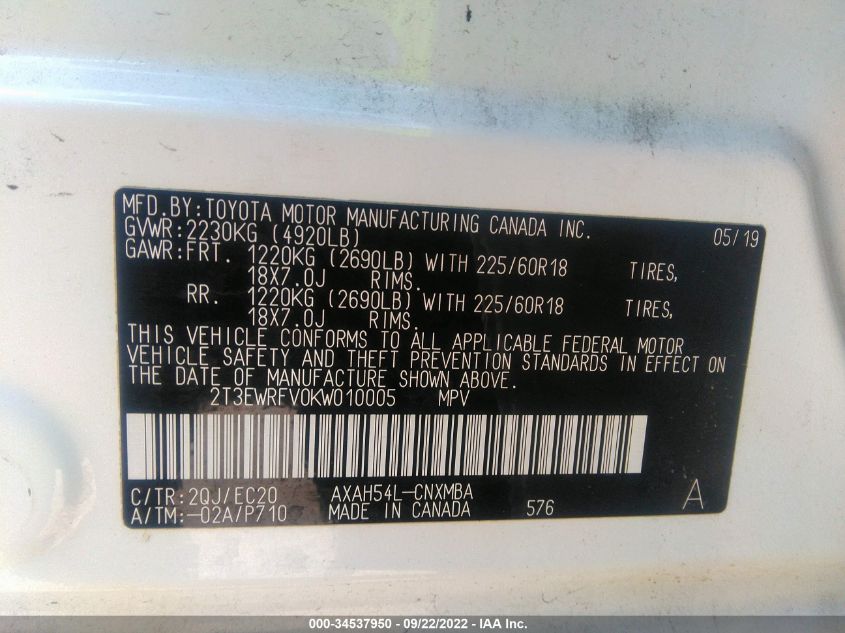 MFD.BY:TOYOTA MOTOR MANUFACTURING CANADA INC. 05/19
GVWR:2230KG (4920LB)
GAWR:FRT. 1220KG (2690LB) WITH 225/60R18 TIRES,
18X7.0J RIMS.
RR. 1220KG (2690LB) WITH 225/60R18 TIRES,
18X7.0J RIMS.
THIS VEHICLE CONFORMS TO ALL APPLICABLE FEDERAL MOTOR
VEHICLE SAFETY AND THEFT PREVENTION STANDARDS IN EFFECT ON
THE DATE OF MANUFACTURE SHOWN ABOVE.
2T3EWRFV0KW010005 MPV
C/TR:2QJ/EC20 AXAH54L-CNXMBA A
A/TM:-02A/P710 MADE IN CANADA 576
000-34537950 - 09/22/2022 - IAA Inc.